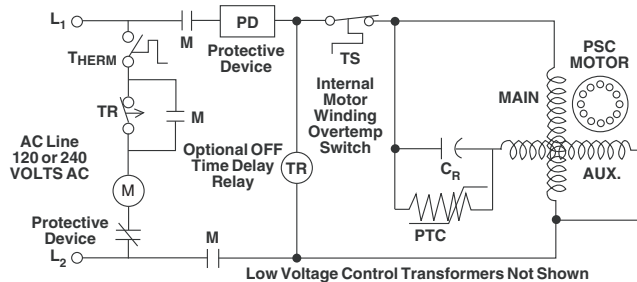 L1
M
PD
Protective
Device
TS
THERM
Internal
Motor
Winding
Overtemp
Switch
PSC
MOTOR
MAIN
TR
M
AC Line
120 or 240
VOLTS AC
Optional OFF
Time Delay
Relay
TR
M
CR
AUX.
PTC
Protective
Device
L2
M
Low Voltage Control Transformers Not Shown